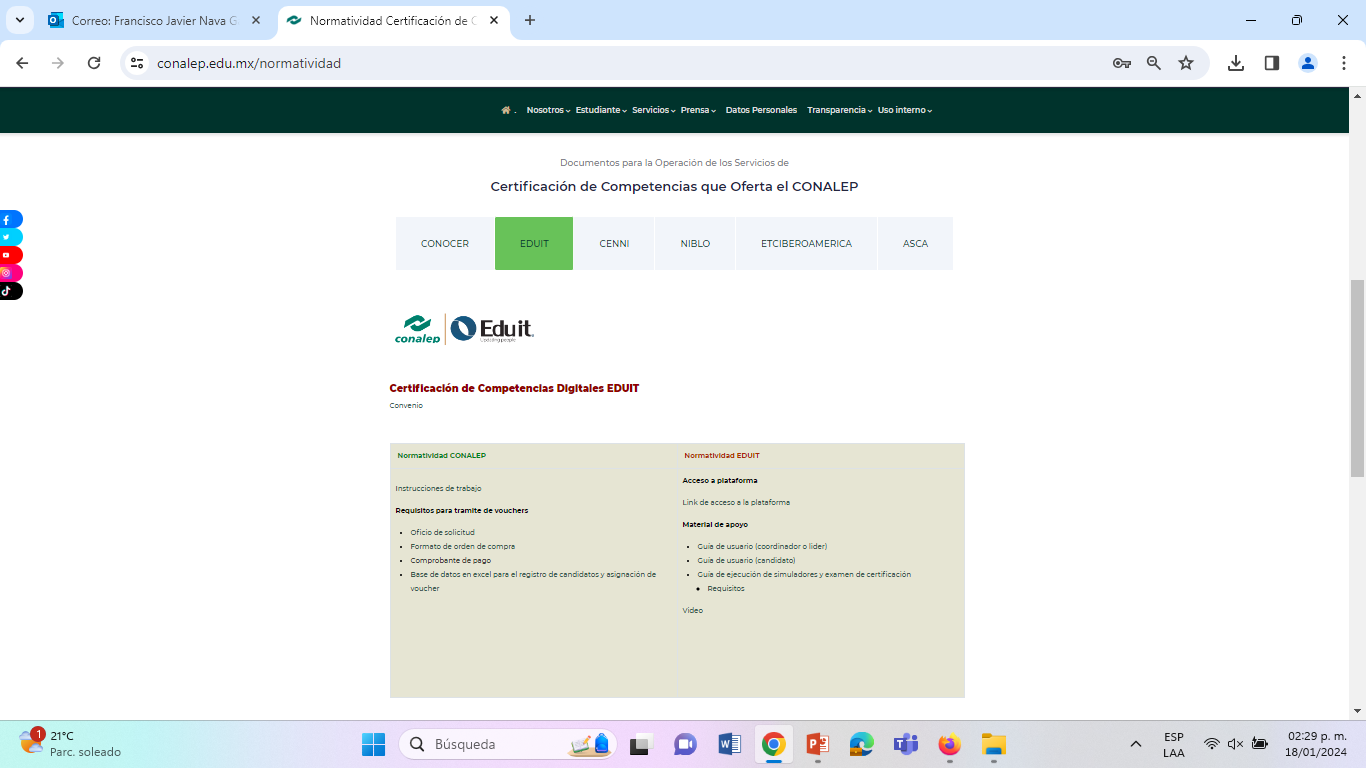 Correo: Francisco Javier Nava G
Normatividad Certificación de C
conalep.edu.mx/normatividad
. Nosotros Estudiante Servicios Prensa Datos Personales Transparencia Uso interno
Documentos para la Operación de los Servicios de
Certificación de Competencias que Oferta el CONALEP
CONOCER EDUIT CENNI NIBLO ETCIBEROAMERICA ASCA
conalep Eduit
Updating people
Certificación de Competencias Digitales EDUIT
Convenio
Normatividad CONALEP
Instrucciones de trabajo
Requisitos para tramite de vouchers
Oficio de solicitud
Formato de orden de compra
Comprobante de pago
Base de datos en excel para el registro de candidatos y asignación de
voucher
Normatividad EDUIT
Acceso a plataforma
Link de acceso a la plataforma
Material de apoyo
Guía de usuario (coordinador o líder)
Guía de usuario (candidato)
Guía de ejecución de simuladores y examen de certificación
Requisitos
Video
1
21°C
Parc. soleado
Búsqueda
ESP
LAA
02:29 p. m.
18/01/2024